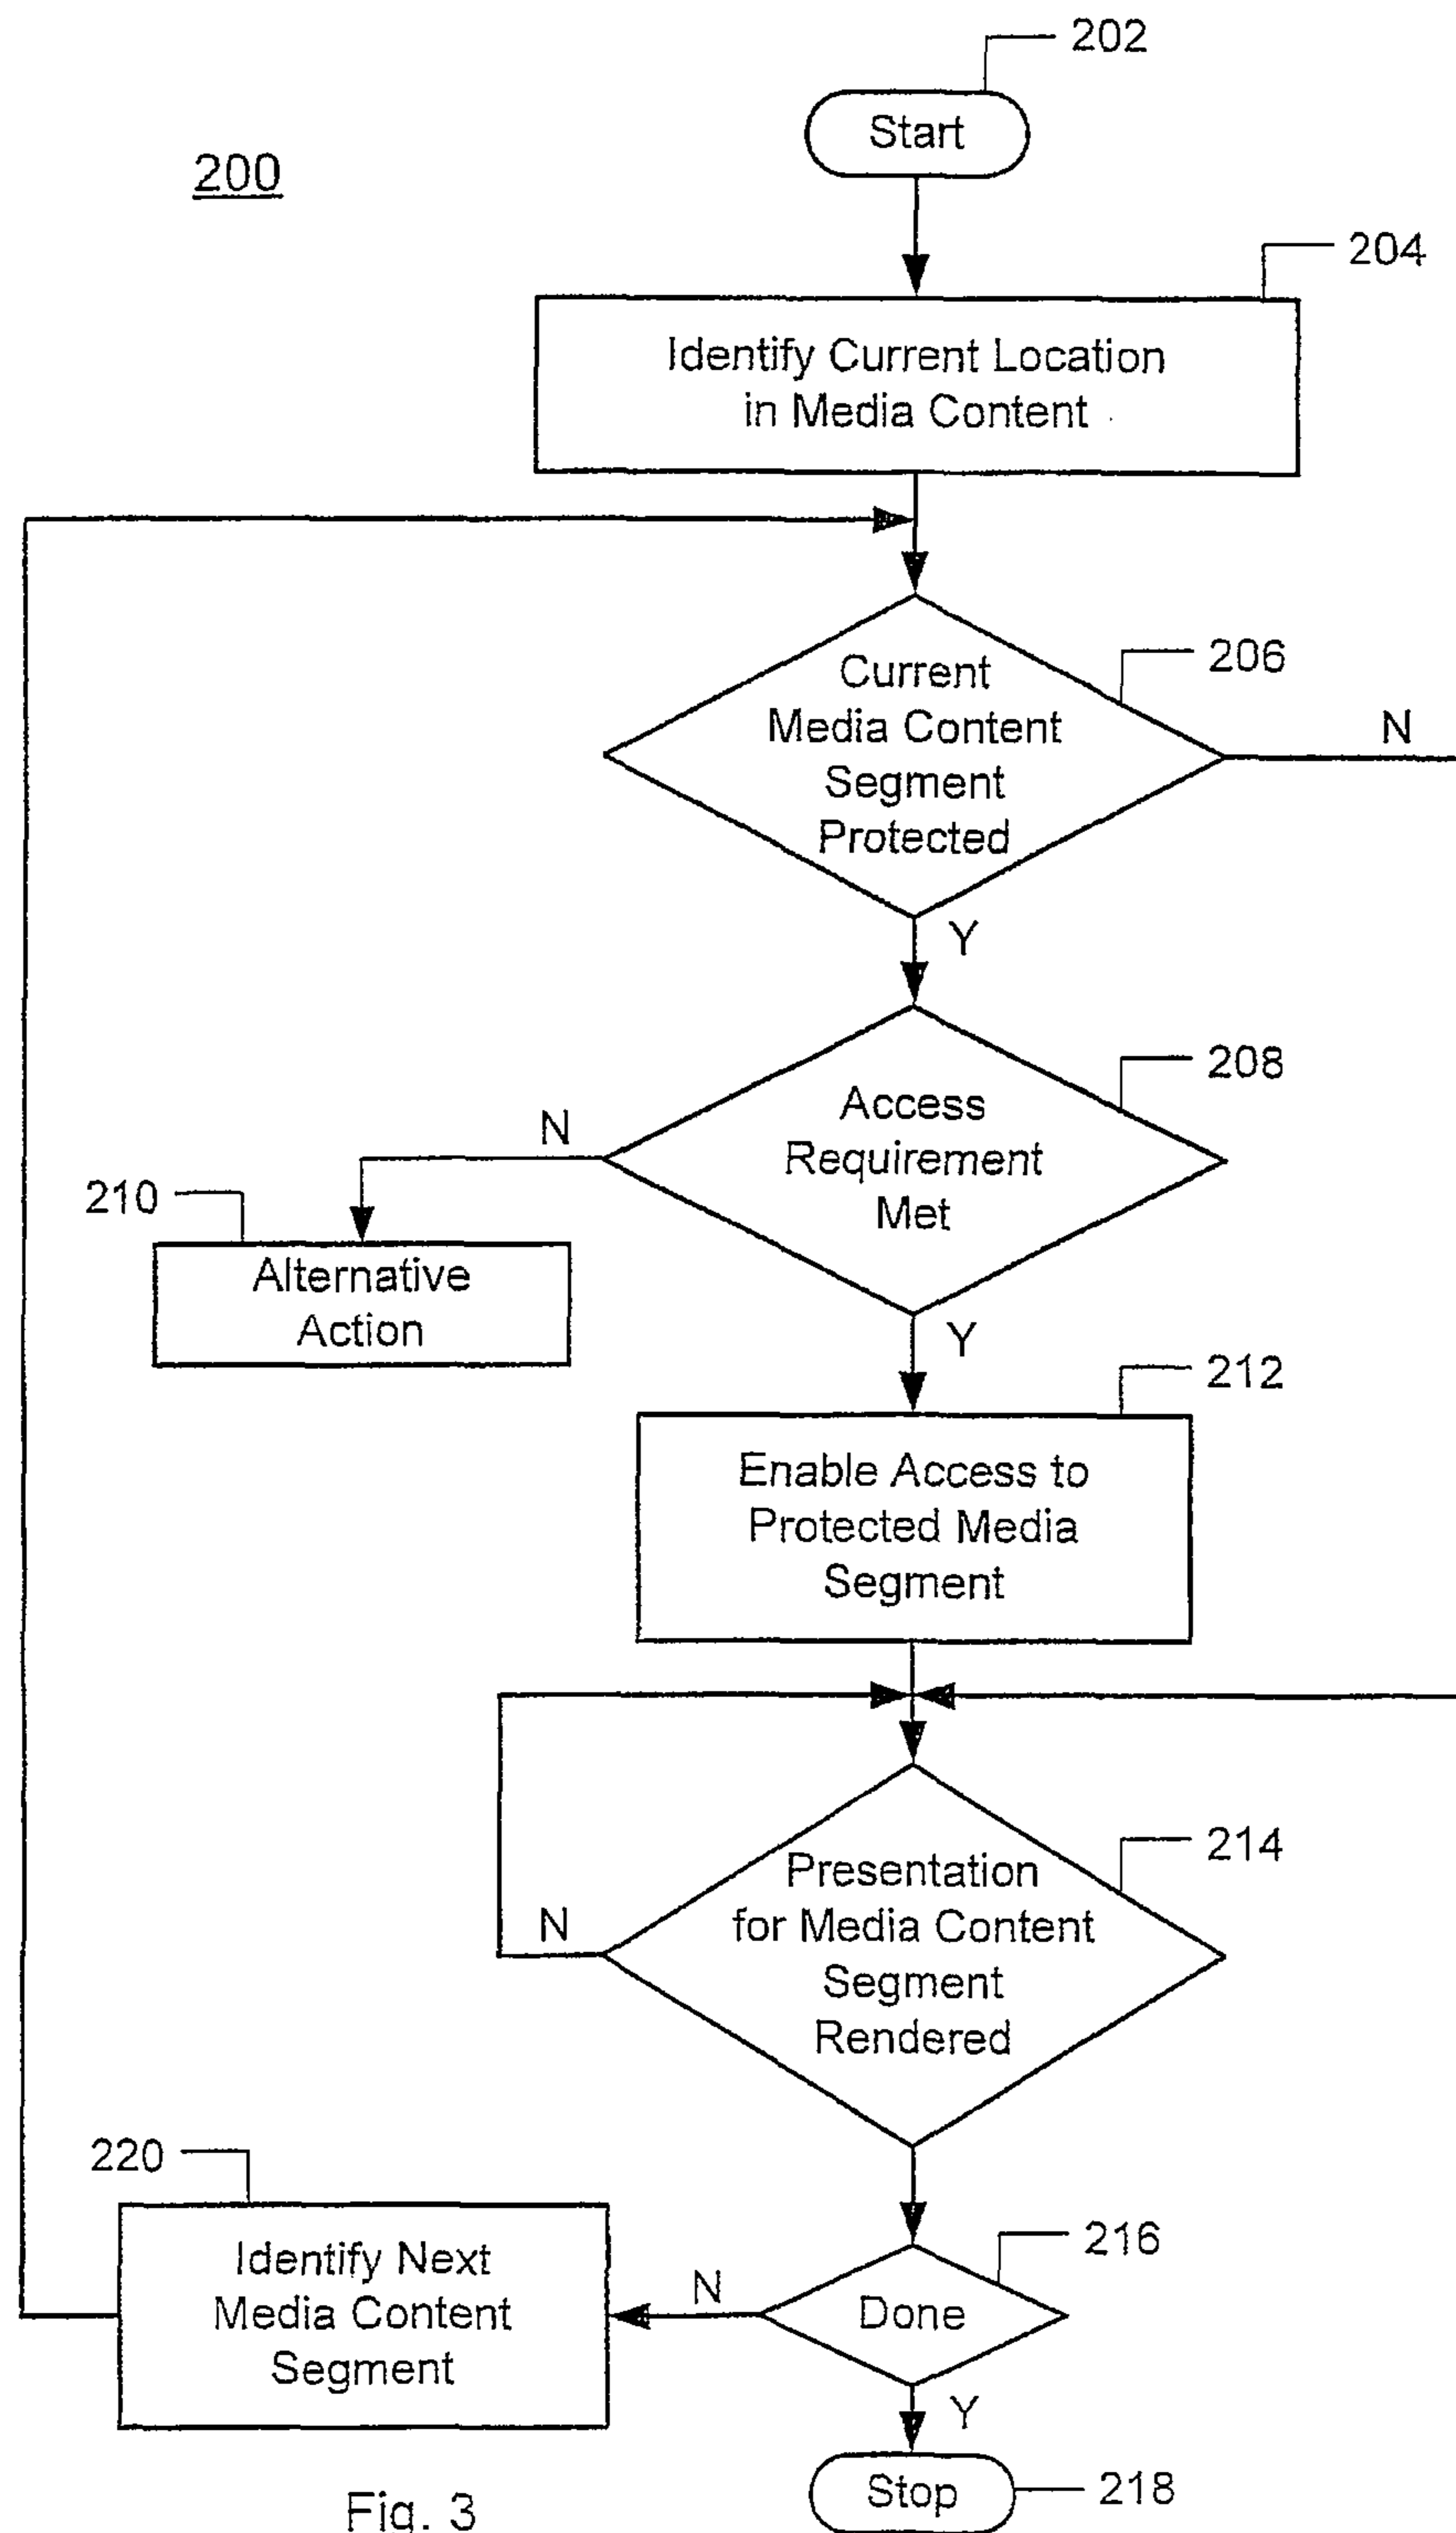 202
Start
200
204
Identify Current Location
in Media Content
206
Current
Media Content
Segment
Protected
N
Y
208
Access
Requirement
Met
N
210
Alternative
Action
Y
212
Enable Access to
Protected Media
Segment
214
Presentation
for Media Content
Segment
Rendered
N
220
Identify Next
Media Content
Segment
216
N
Done
Y
Stop
218
Fig. 3